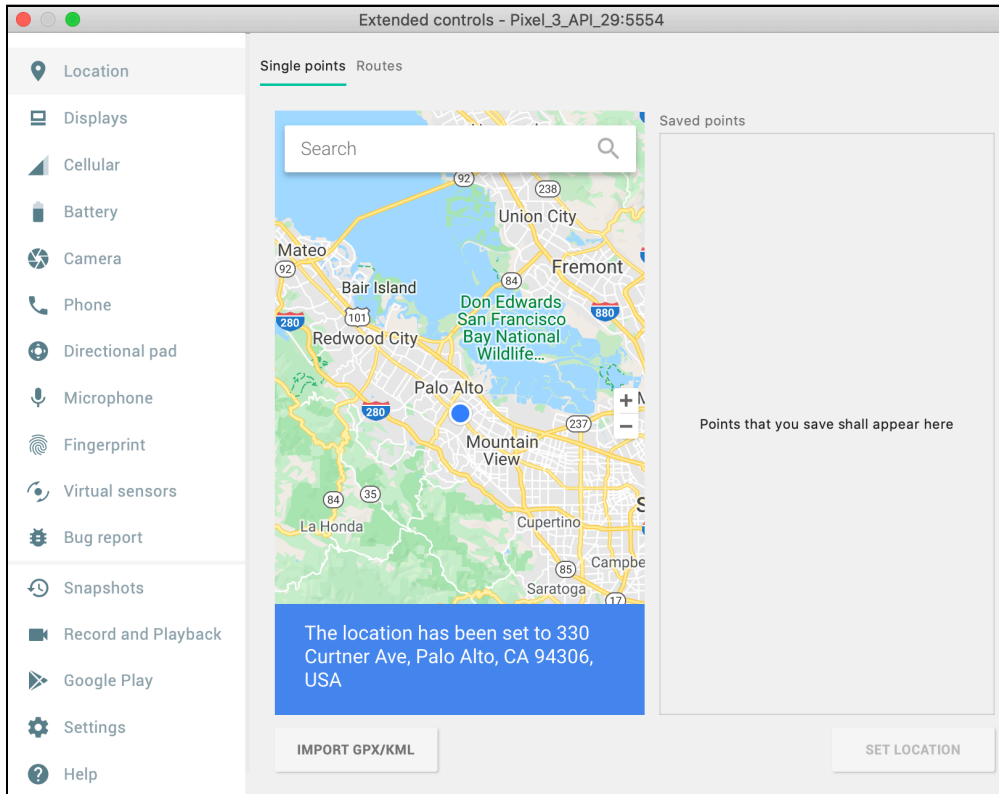 Extended controls - Pixel_3_API_29:5554
Location
Displays
Cellular
Battery
Camera
Phone
Directional pad
Microphone
Fingerprint
Virtual sensors
Bug report
Snapshots
Record and Playback
Google Play
Settings
Help
Single points Routes
Search
92
238
Union City
Mateo
92
Fremont
84
Bair Island
Don Edwards
San Francisco
Bay National
Wildlife...
880
101
280
Redwood City
Palo Alto
+
280
237
−
Mountain
View
35
84
La Honda
Cupertino
85
Campbe
Saratoga
17
The location has been set to 330
Curtner Ave, Palo Alto, CA 94306,
USA
IMPORT GPX/KML
Saved points
Points that you save shall appear here
SET LOCATION